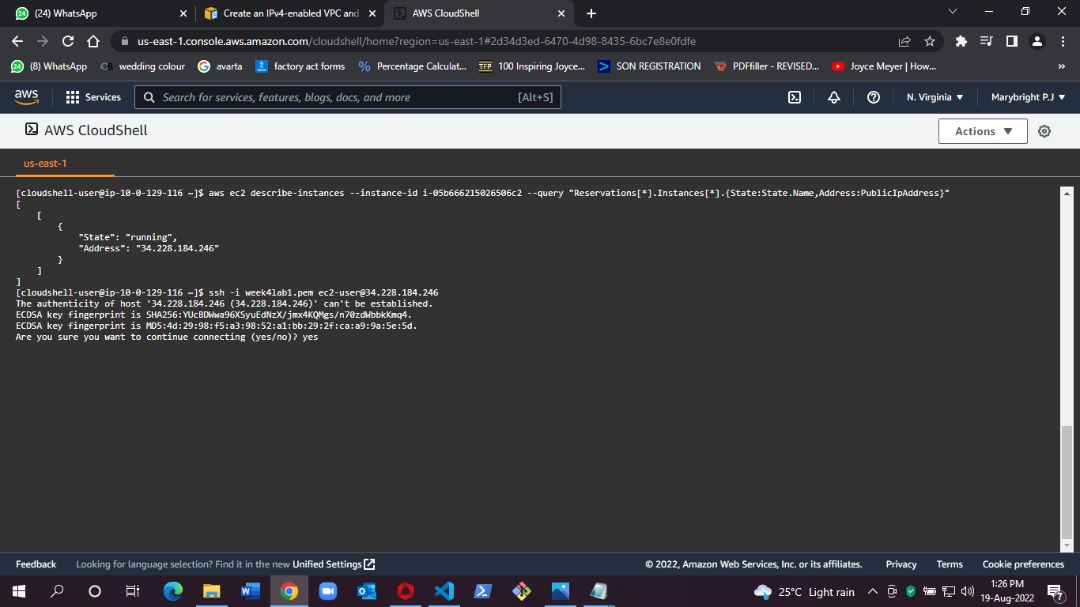 (24) WhatsApp
Create an IPv4-enabled VPC and
AWS CloudShell
us-east-1.console.aws.amazon.com/cloudshell/home?region=us-east-1#2d34d3ed-6470-4d98-8435-6bc7e8e0fdfe
(8) WhatsApp
wedding colour
avarta
factory act forms
Percentage Calculat...
100 Inspiring Joyce...
SON REGISTRATION
PDFfiller - REVISED...
Joyce Meyer | How...
»
aws
Services
Search for services, features, blogs, docs, and more
[Alt+S]
N. Virginia ▼
Marybright P.J ▼
AWS CloudShell
Actions ▼
us-east-1
[cloudshell-user@ip-10-0-129-116 ~]$ aws ec2 describe-instances --instance-id i-05b666215026506c2 --query "Reservations[*].Instances[*].{State:State.Name,Address:PublicIpAddress}"
[
[
{
"State": "running",
"Address": "34.228.184.246"
}
]
]
[cloudshell-user@ip-10-0-129-116 ~]$ ssh -i week4lab1.pem ec2-user@34.228.184.246
The authenticity of host '34.228.184.246 (34.228.184.246)' can't be established.
ECDSA key fingerprint is SHA256:YUcBDWwa96XSyuEdNzX/jmx4KQMgs/n70zdWbbkKmq4.
ECDSA key fingerprint is MD5:4d:29:98:f5:a3:98:52:a1:bb:29:2f:ca:a9:9a:5e:5d.
Are you sure you want to continue connecting (yes/no)? yes
Feedback
Looking for language selection? Find it in the new Unified Settings
© 2022, Amazon Web Services, Inc. or its affiliates.
Privacy
Terms
Cookie preferences
25°C Light rain
1:26 PM
19-Aug-2022
7